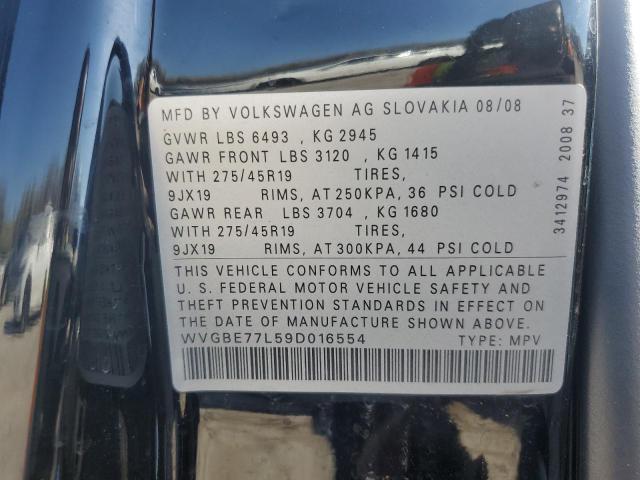 MFD BY VOLKSWAGEN AG SLOVAKIA 08/08
GVWR LBS 6493 , KG 2945
GAWR FRONT LBS 3120 , KG 1415
WITH 275/45R19 TIRES,
9JX19 RIMS, AT 250KPA, 36 PSI COLD
GAWR REAR LBS 3704 , KG 1680
WITH 275/45R19 TIRES,
9JX19 RIMS, AT 300KPA, 44 PSI COLD
THIS VEHICLE CONFORMS TO ALL APPLICABLE
U. S. FEDERAL MOTOR VEHICLE SAFETY AND
THEFT PREVENTION STANDARDS IN EFFECT ON
THE DATE OF MANUFACTURE SHOWN ABOVE.
WVGBE77L59D016554 TYPE: MPV
3412974 2008 37